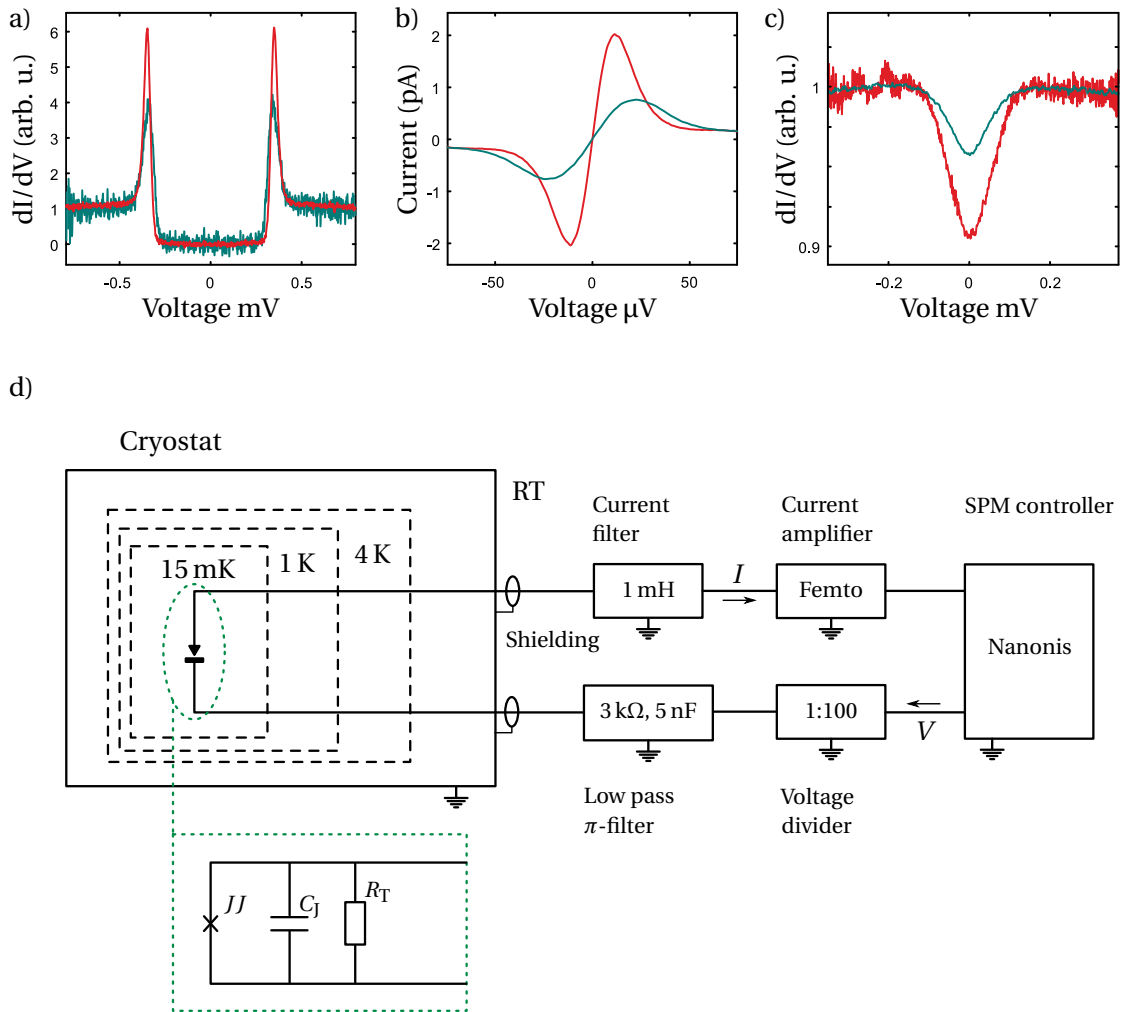 a)
6
5
4
3
2
1
0
dI/dV (arb. u.)
-0.5
0
0.5
Voltage mV
b)
2
1
0
-1
-2
Current (pA)
-50
0
50
Voltage μV
c)
1
0.9
dI/dV (arb. u.)
-0.2
0
0.2
Voltage mV
d)
Cryostat
RT
15 mK
1 K
4 K
Shielding
Current
filter
1 mH
I
Current
amplifier
Femto
SPM controller
Nanonis
3 kΩ, 5 nF
1:100
V
Low pass
π-filter
Voltage
divider
JJ
C_J
R_T